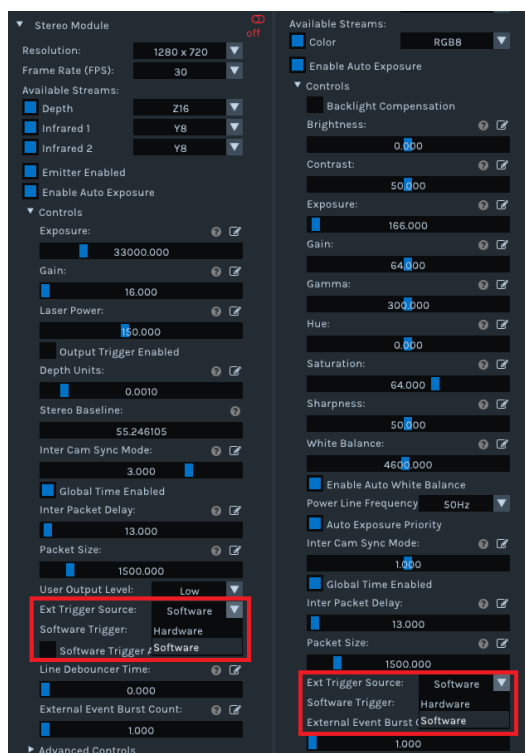 Stereo Module
off
Resolution: 1280 x 720
Frame Rate (FPS): 30
Available Streams:
Depth Z16
Infrared 1 Y8
Infrared 2 Y8
Emitter Enabled
Enable Auto Exposure
Controls
Exposure:
33000.000
Gain:
16.000
Laser Power:
150.000
Output Trigger Enabled
Depth Units:
0.0010
Stereo Baseline:
55.246105
Inter Cam Sync Mode:
3.000
Global Time Enabled
Inter Packet Delay:
13.000
Packet Size:
1500.000
User Output Level: Low
Ext Trigger Source: Software
Software Trigger: Hardware
Software Trigger A Software
Line Debouncer Time:
0.000
External Event Burst Count:
1.000
Advanced Controls
Available Streams:
Color RGB8
Enable Auto Exposure
Controls
Backlight Compensation
Brightness:
0.000
Contrast:
50.000
Exposure:
166.000
Gain:
64.000
Gamma:
300.000
Hue:
0.000
Saturation:
64.000
Sharpness:
50.000
White Balance:
4600.000
Enable Auto White Balance
Power Line Frequency 50Hz
Auto Exposure Priority
Inter Cam Sync Mode:
1.000
Global Time Enabled
Inter Packet Delay:
13.000
Packet Size:
1500.000
Ext Trigger Source: Software
Software Trigger: Hardware
External Event Burst Software
1.000